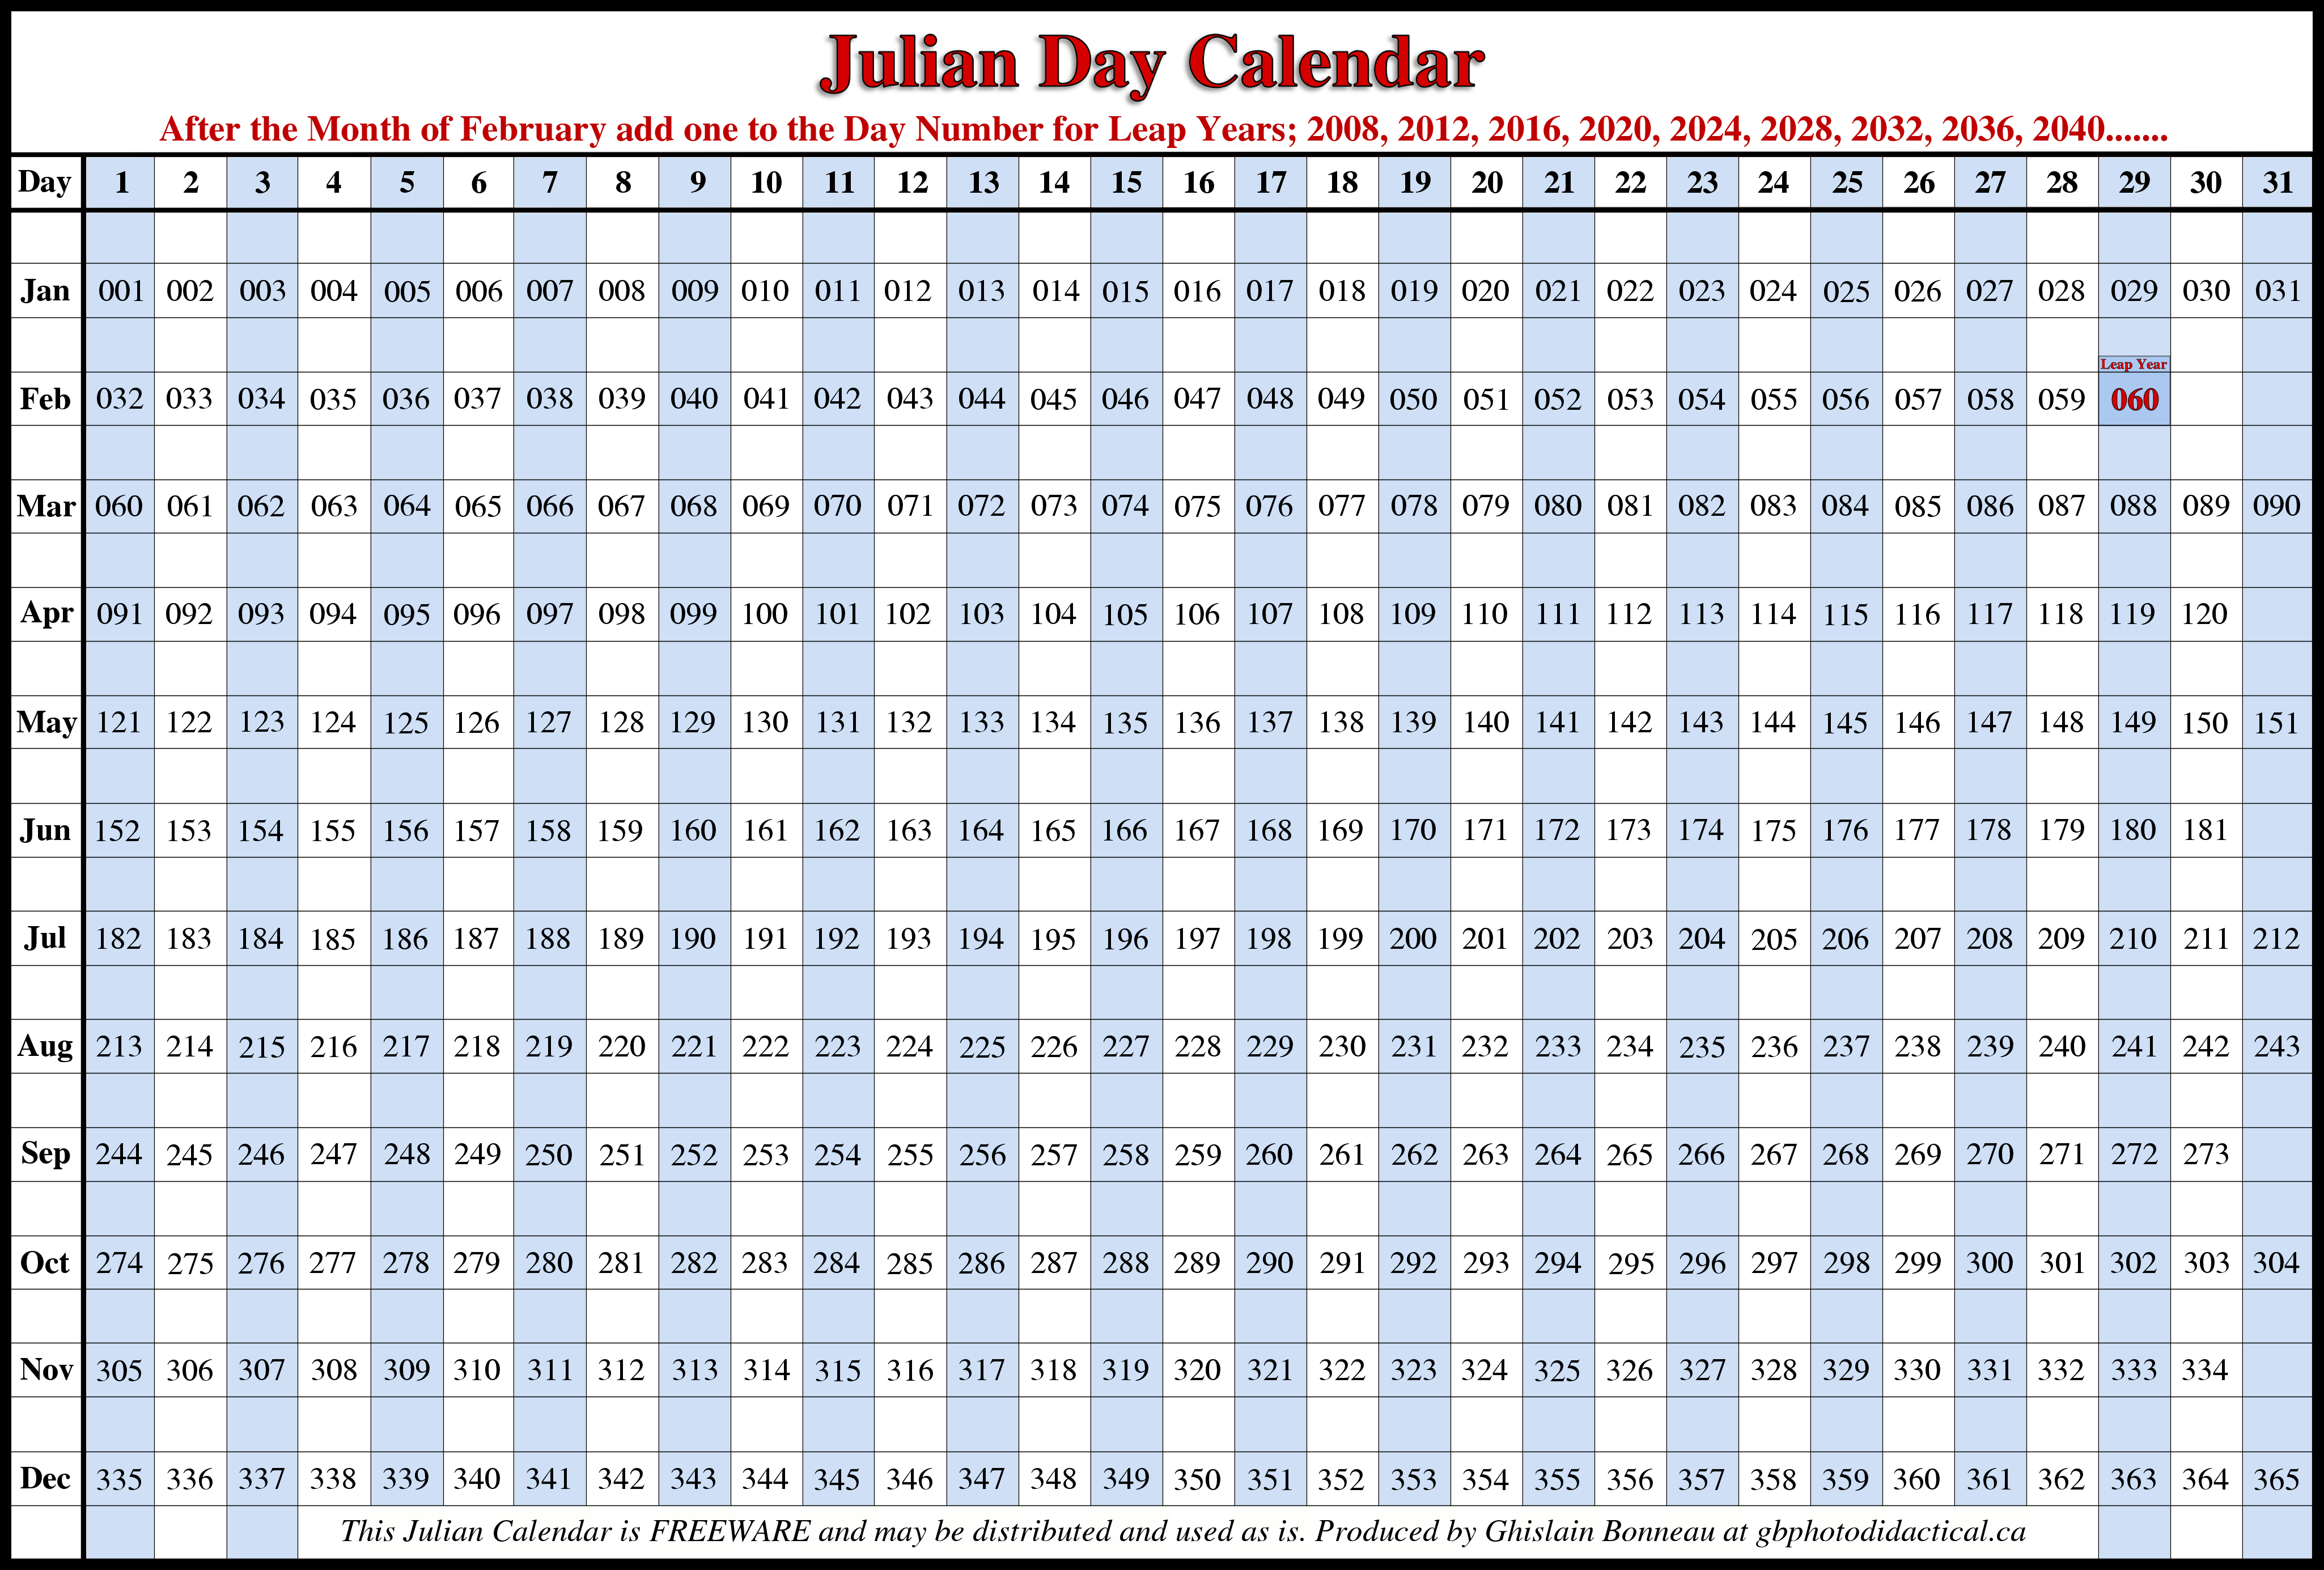 Julian Day Calendar
After the Month of February add one to the Day Number for Leap Years; 2008, 2012, 2016, 2020, 2024, 2028, 2032, 2036, 2040.......
Day 1 2 3 4 5 6 7 8 9 10 11 12 13 14 15 16 17 18 19 20 21 22 23 24 25 26 27 28 29 30 31
Jan 001 002 003 004 005 006 007 008 009 010 011 012 013 014 015 016 017 018 019 020 021 022 023 024 025 026 027 028 029 030 031
Leap Year
Feb 032 033 034 035 036 037 038 039 040 041 042 043 044 045 046 047 048 049 050 051 052 053 054 055 056 057 058 059 060
Mar 060 061 062 063 064 065 066 067 068 069 070 071 072 073 074 075 076 077 078 079 080 081 082 083 084 085 086 087 088 089 090
Apr 091 092 093 094 095 096 097 098 099 100 101 102 103 104 105 106 107 108 109 110 111 112 113 114 115 116 117 118 119 120
May 121 122 123 124 125 126 127 128 129 130 131 132 133 134 135 136 137 138 139 140 141 142 143 144 145 146 147 148 149 150 151
Jun 152 153 154 155 156 157 158 159 160 161 162 163 164 165 166 167 168 169 170 171 172 173 174 175 176 177 178 179 180 181
Jul 182 183 184 185 186 187 188 189 190 191 192 193 194 195 196 197 198 199 200 201 202 203 204 205 206 207 208 209 210 211 212
Aug 213 214 215 216 217 218 219 220 221 222 223 224 225 226 227 228 229 230 231 232 233 234 235 236 237 238 239 240 241 242 243
Sep 244 245 246 247 248 249 250 251 252 253 254 255 256 257 258 259 260 261 262 263 264 265 266 267 268 269 270 271 272 273
Oct 274 275 276 277 278 279 280 281 282 283 284 285 286 287 288 289 290 291 292 293 294 295 296 297 298 299 300 301 302 303 304
Nov 305 306 307 308 309 310 311 312 313 314 315 316 317 318 319 320 321 322 323 324 325 326 327 328 329 330 331 332 333 334
Dec 335 336 337 338 339 340 341 342 343 344 345 346 347 348 349 350 351 352 353 354 355 356 357 358 359 360 361 362 363 364 365
This Julian Calendar is FREEWARE and may be distributed and used as is. Produced by Ghislain Bonneau at gbphotodidactical.ca